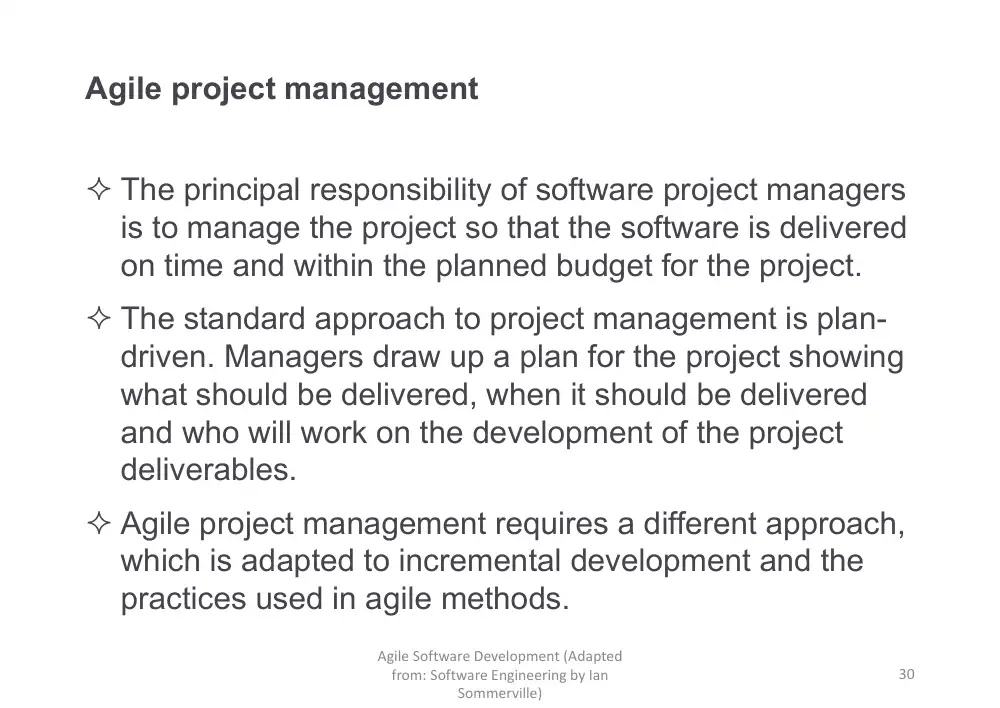 Agile project management
✧ The principal responsibility of software project managers
is to manage the project so that the software is delivered
on time and within the planned budget for the project.
✧ The standard approach to project management is plan-
driven. Managers draw up a plan for the project showing
what should be delivered, when it should be delivered
and who will work on the development of the project
deliverables.
✧ Agile project management requires a different approach,
which is adapted to incremental development and the
practices used in agile methods.
Agile Software Development (Adapted
from: Software Engineering by Ian
Sommerville)
30